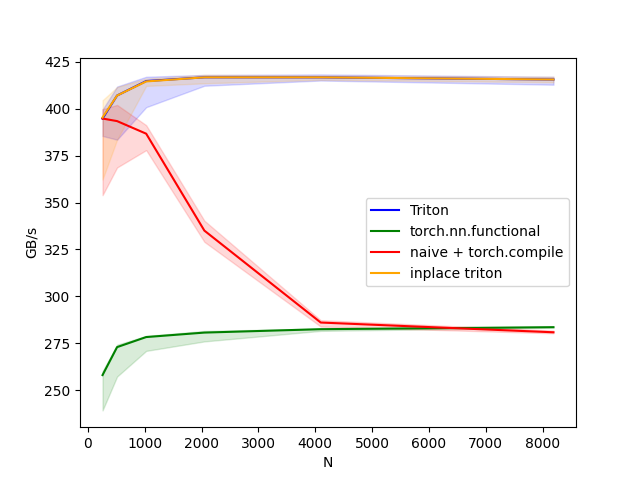 425
400
375
350
325
300
275
250
GB/s
Triton
torch.nn.functional
naive + torch.compile
inplace triton
0 1000 2000 3000 4000 5000 6000 7000 8000
N